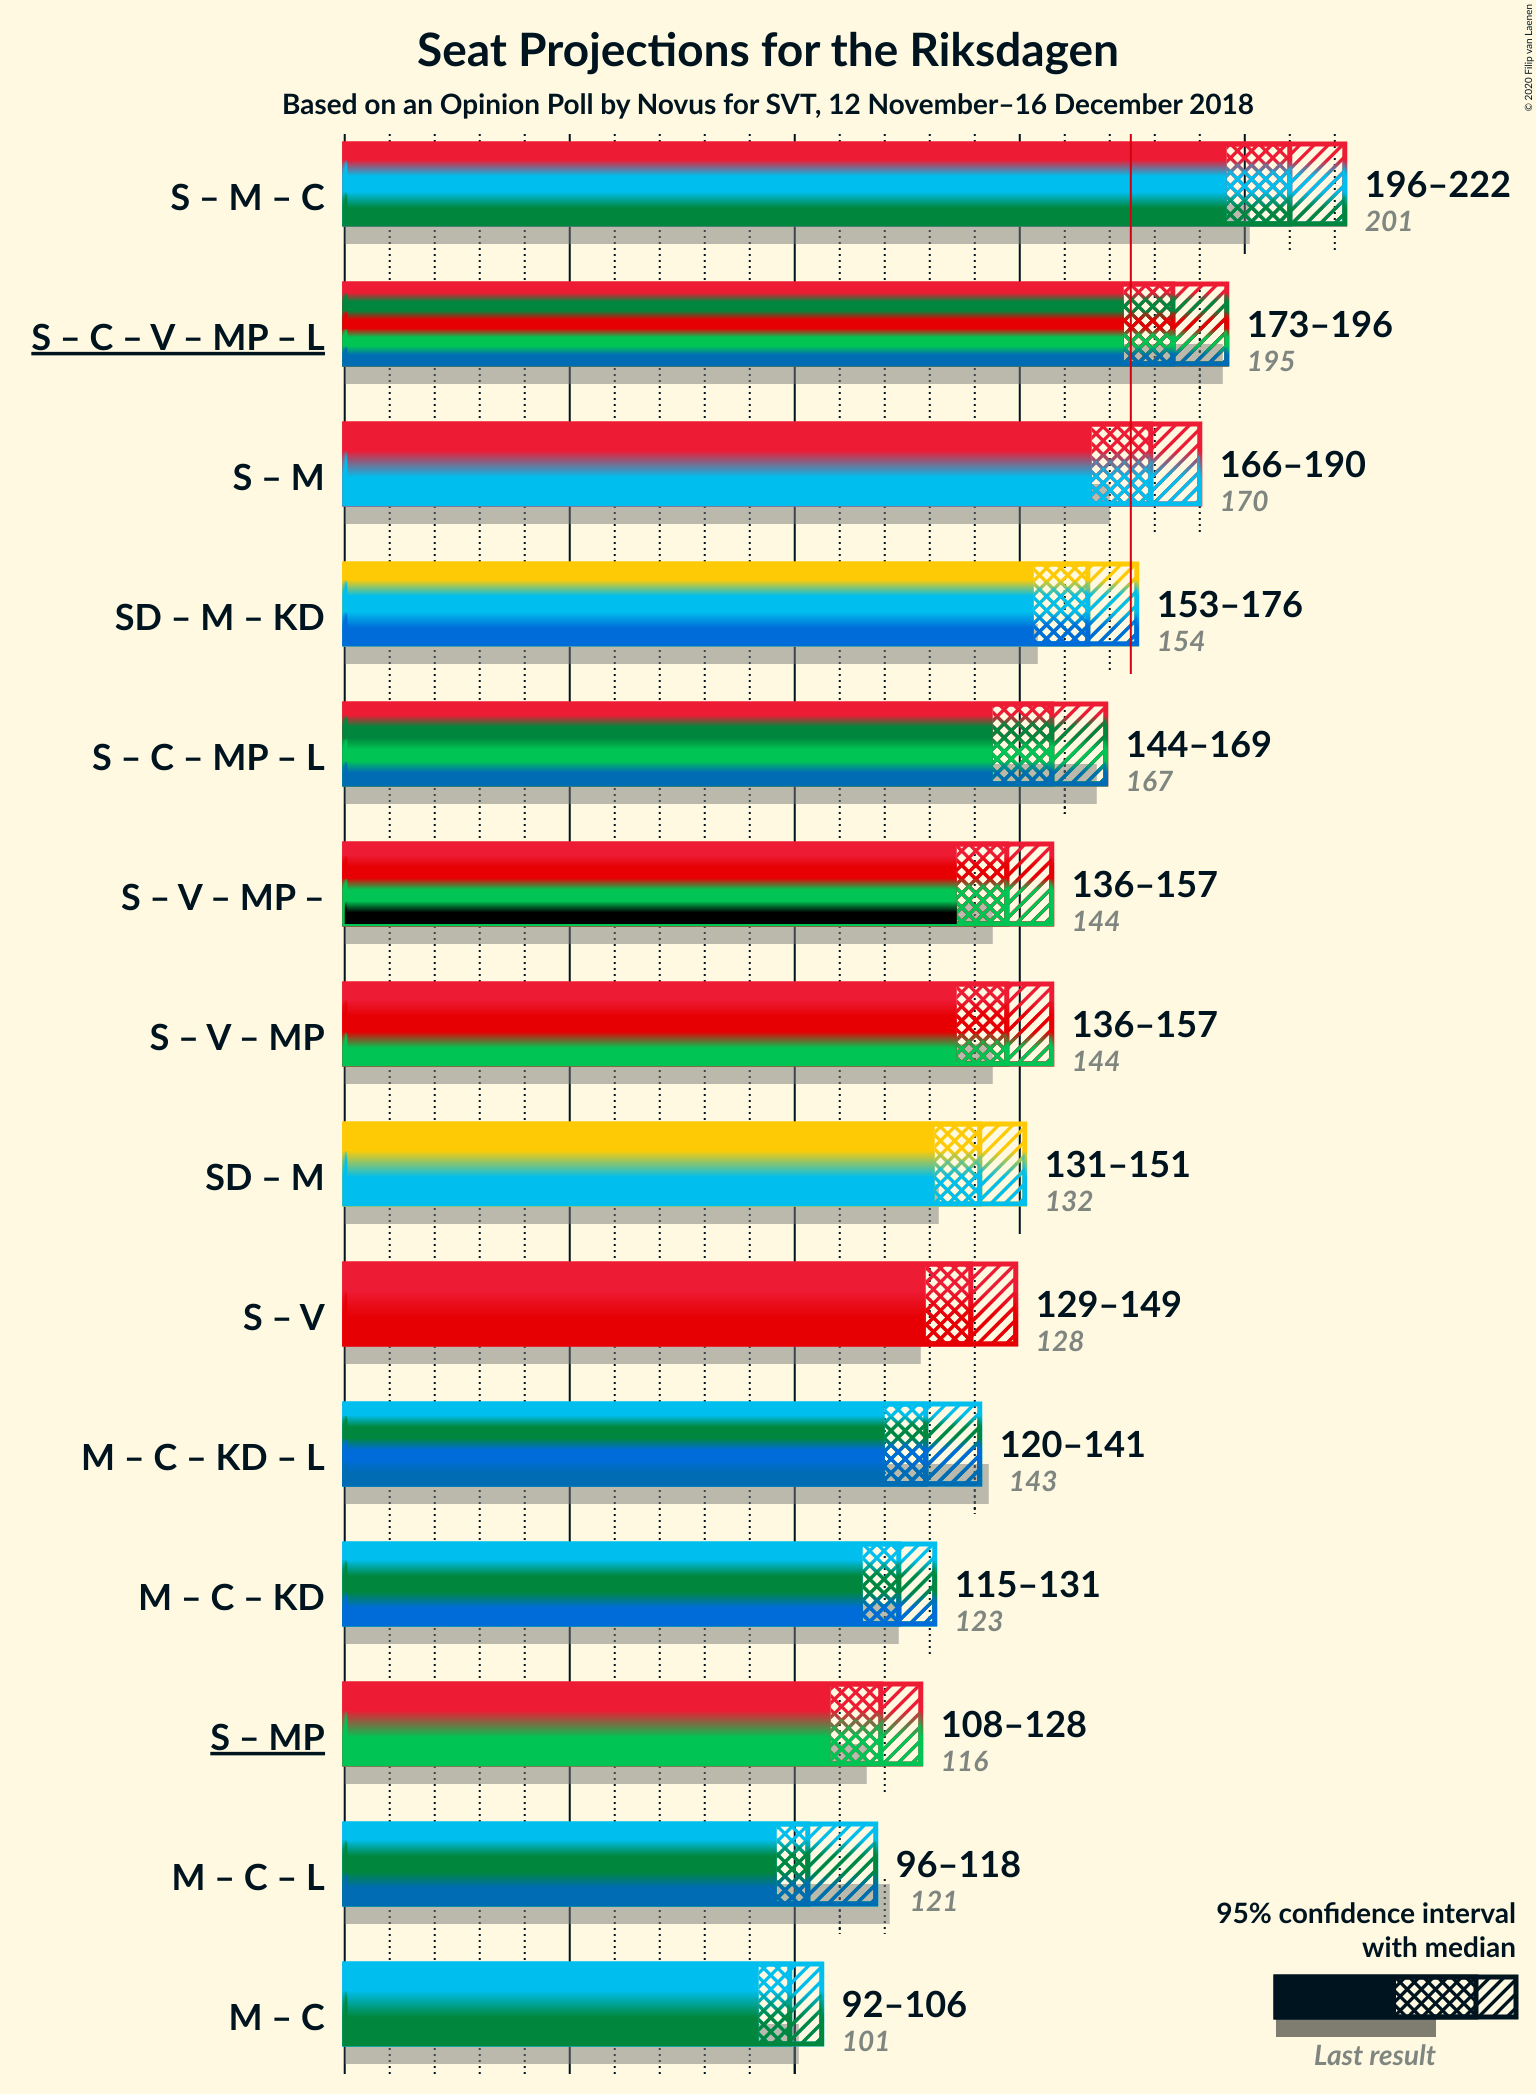 Seat Projections for the Riksdagen
Based on an Opinion Poll by Novus for SVT, 12 November–16 December 2018
© 2020 Filip van Laenen
S – M – C
196–222
201
S – C – V – MP – L
173–196
195
S – M
166–190
170
SD – M – KD
153–176
154
S – C – MP – L
144–169
167
S – V – MP –
136–157
144
S – V – MP
136–157
144
SD – M
131–151
132
S – V
129–149
128
M – C – KD – L
120–141
143
M – C – KD
115–131
123
S – MP
108–128
116
M – C – L
96–118
121
M – C
92–106
101
95% confidence interval
with median
Last result